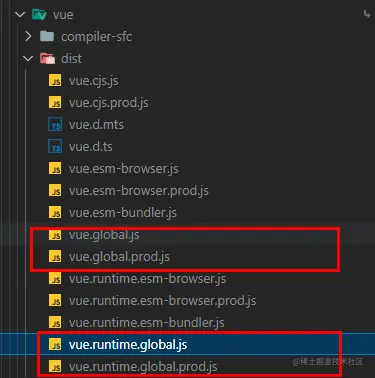 vue
compiler-sfc
dist
JS vue.cjs.js
JS vue.cjs.prod.js
TS vue.d.mts
TS vue.d.ts
JS vue.esm-browser.js
JS vue.esm-browser.prod.js
JS vue.esm-bundler.js
JS vue.global.js
JS vue.global.prod.js
JS vue.runtime.esm-browser.js
JS vue.runtime.esm-browser.prod.js
JS vue.runtime.esm-bundler.js
JS vue.runtime.global.js
JS vue.runtime.global.prod.js
@稀土掘金技术社区